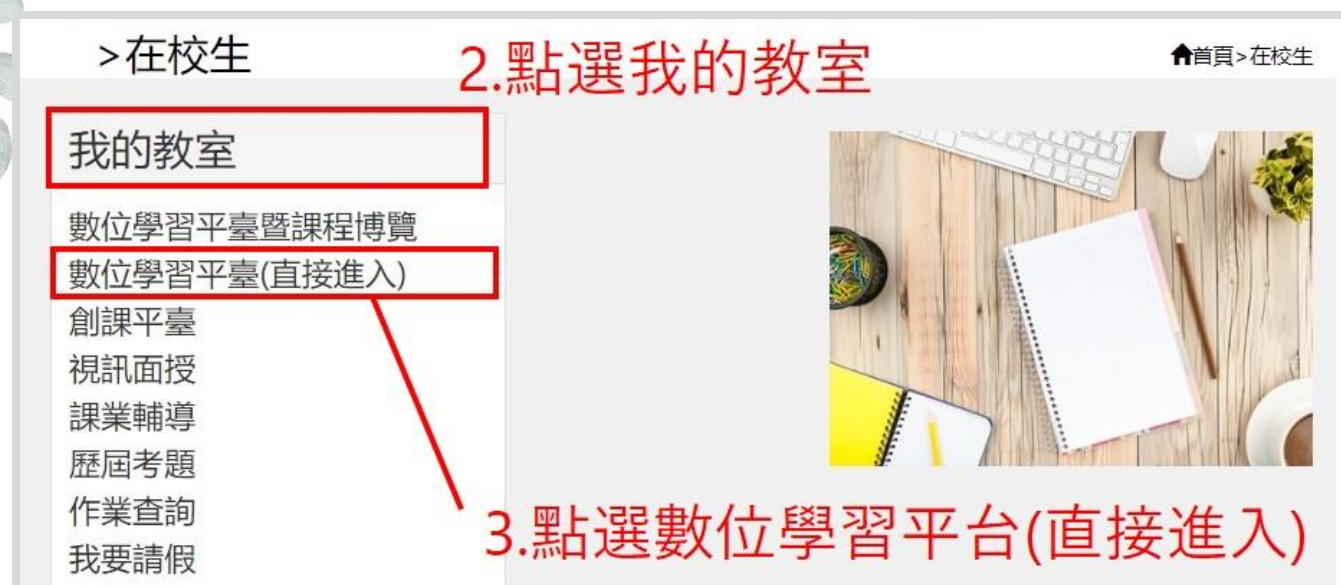 >在校生
2.點選我的教室
首頁>在校生
我的教室
數位學習平臺暨課程博覽
數位學習平臺(直接進入)
創課平臺
視訊面授
課業輔導
歷屆考題
作業查詢
我要請假
3.點選數位學習平台(直接進入)